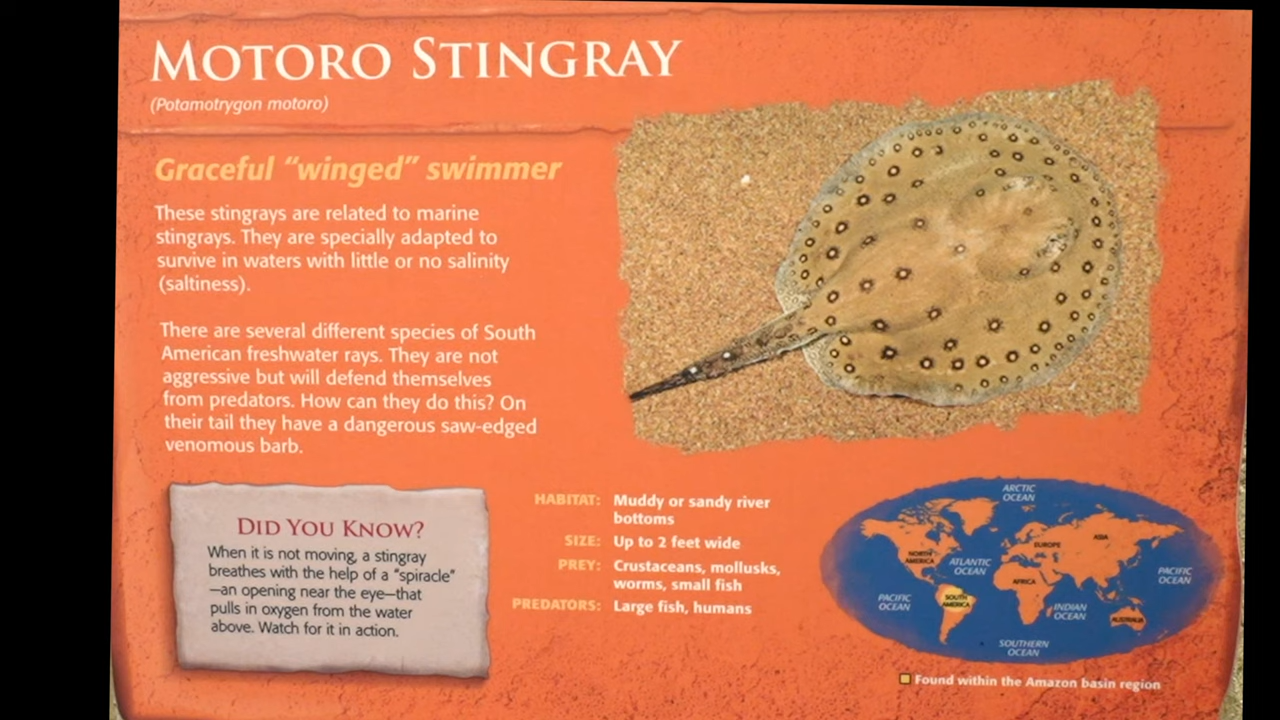 MOTORO STINGRAY
(Potamotrygon motoro)
Graceful “winged” swimmer
These stingrays are related to marine
stingrays. They are specially adapted to
survive in waters with little or no salinity
(saltiness).
There are several different species of South
American freshwater rays. They are not
aggressive but will defend themselves
from predators. How can they do this? On
their tail they have a dangerous saw-edged
venomous barb.
DID YOU KNOW?
When it is not moving, a stingray
breathes with the help of a “spiracle”
—an opening near the eye—that
pulls in oxygen from the water
above. Watch for it in action.
HABITAT: Muddy or sandy river
bottoms
SIZE: Up to 2 feet wide
PREY: Crustaceans, mollusks,
worms, small fish
PREDATORS: Large fish, humans
ARCTIC
OCEAN
NORTH
AMERICA
ATLANTIC
OCEAN
EUROPE
ASIA
AFRICA
PACIFIC
OCEAN
PACIFIC
OCEAN
SOUTH
AMERICA
INDIAN
OCEAN
AUSTRALIA
SOUTHERN
OCEAN
Found within the Amazon basin region